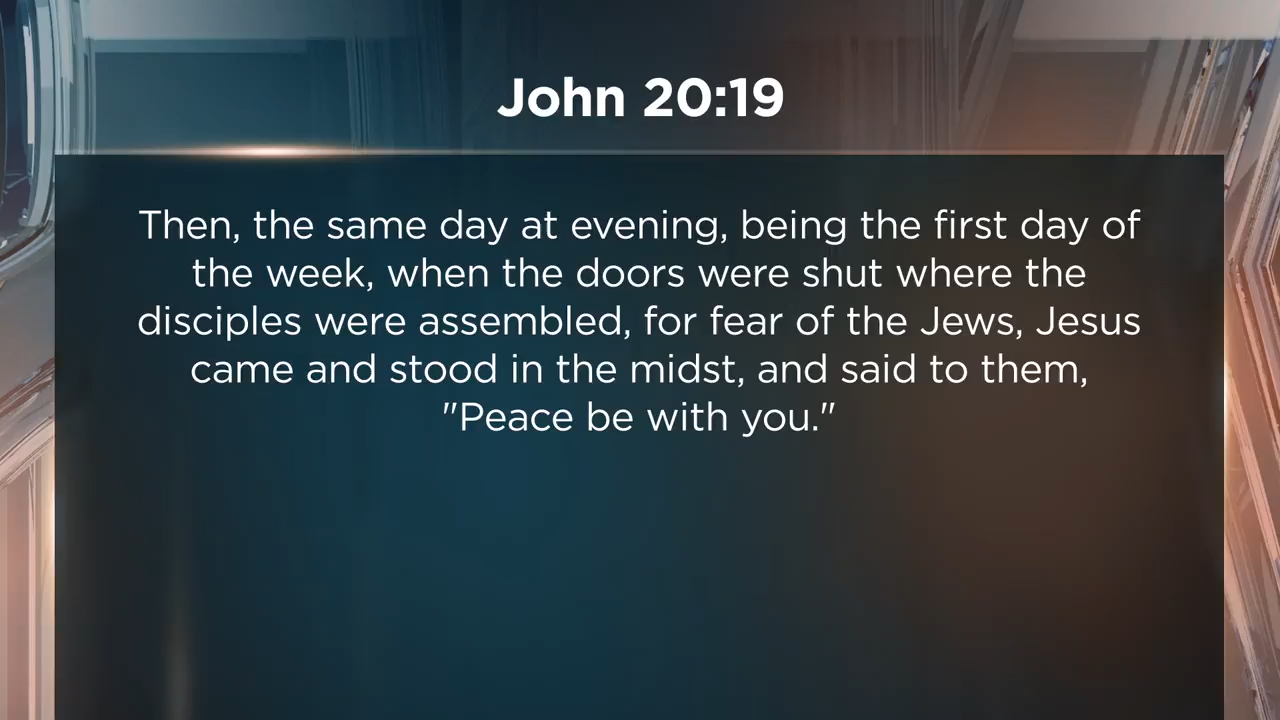 John 20:19
Then, the same day at evening, being the first day of
the week, when the doors were shut where the
disciples were assembled, for fear of the Jews, Jesus
came and stood in the midst, and said to them,
"Peace be with you."